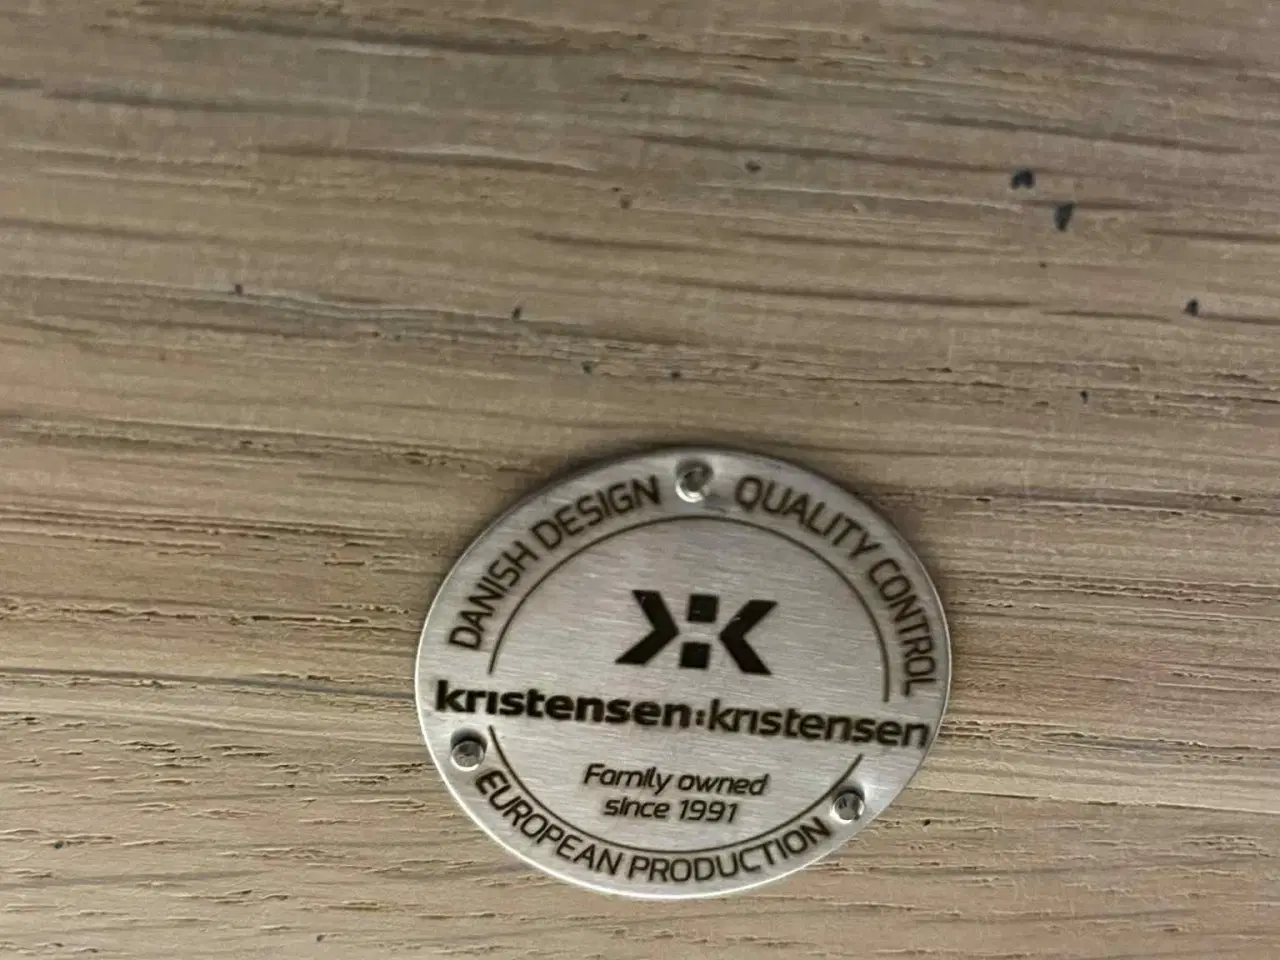 DANISH DESIGN
QUALITY CONTROL
kristensen:kristensen
Family owned
since 1991
EUROPEAN PRODUCTION